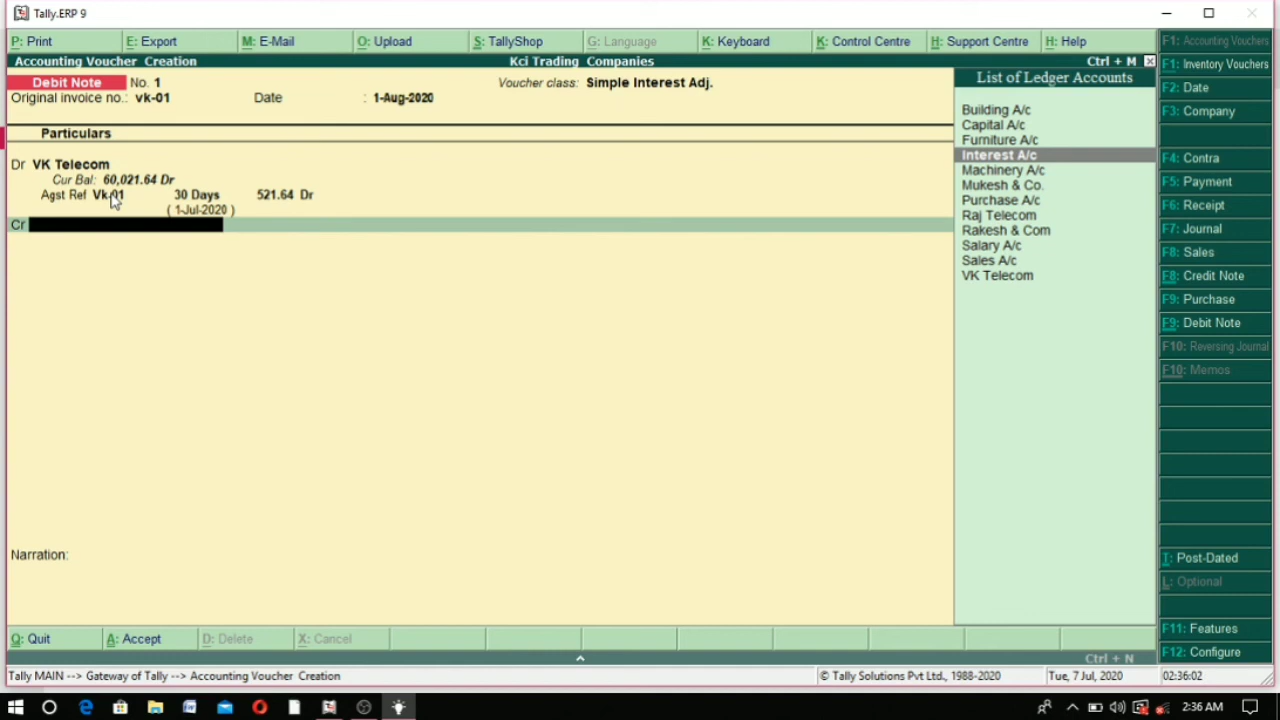 Tally.ERP 9
P: Print E: Export M: E-Mail O: Upload S: TallyShop G: Language K: Keyboard K: Control Centre H: Support Centre H: Help
Accounting Voucher Creation Kci Trading Companies Ctrl + M
Debit Note No. 1 Voucher class: Simple Interest Adj.
Original invoice no.: vk-01 Date : 1-Aug-2020
Particulars
Dr VK Telecom
Cur Bal: 60,021.64 Dr
Agst Ref Vk-01 30 Days 521.64 Dr
( 1-Jul-2020 )
Cr
Narration:
List of Ledger Accounts
Building A/c
Capital A/c
Furniture A/c
Interest A/c
Machinery A/c
Mukesh & Co.
Purchase A/c
Raj Telecom
Rakesh & Com
Salary A/c
Sales A/c
VK Telecom
F1: Accounting Vouchers
F1: Inventory Vouchers
F2: Date
F3: Company
F4: Contra
F5: Payment
F6: Receipt
F7: Journal
F8: Sales
F8: Credit Note
F9: Purchase
F9: Debit Note
F10: Reversing Journal
F10: Memos
T: Post-Dated
L: Optional
F11: Features
F12: Configure
Q: Quit A: Accept D: Delete X: Cancel
Ctrl + N
Tally MAIN --> Gateway of Tally --> Accounting Voucher Creation © Tally Solutions Pvt Ltd., 1988-2020 Tue, 7 Jul, 2020 02:36:02
2:36 AM